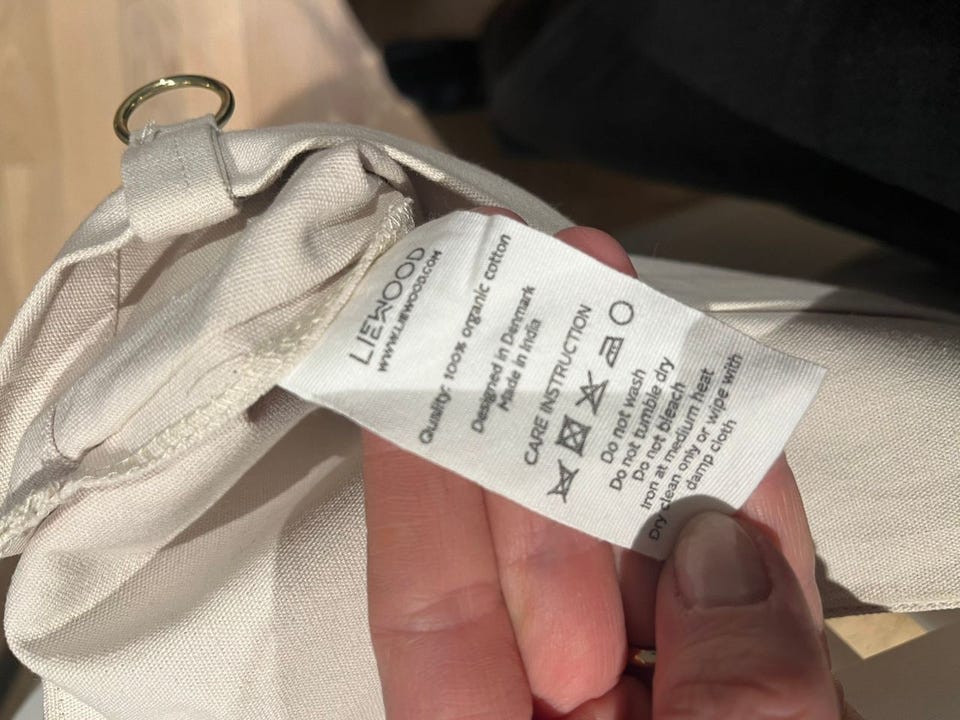 LIEWOOD
WWW.LIEWOOD.COM
Quality: 100% organic cotton
Designed in Denmark
Made in India
CARE INSTRUCTION
Do not wash
Do not tumble dry
Do not bleach
Iron at medium heat
Dry clean only or wipe with
damp cloth